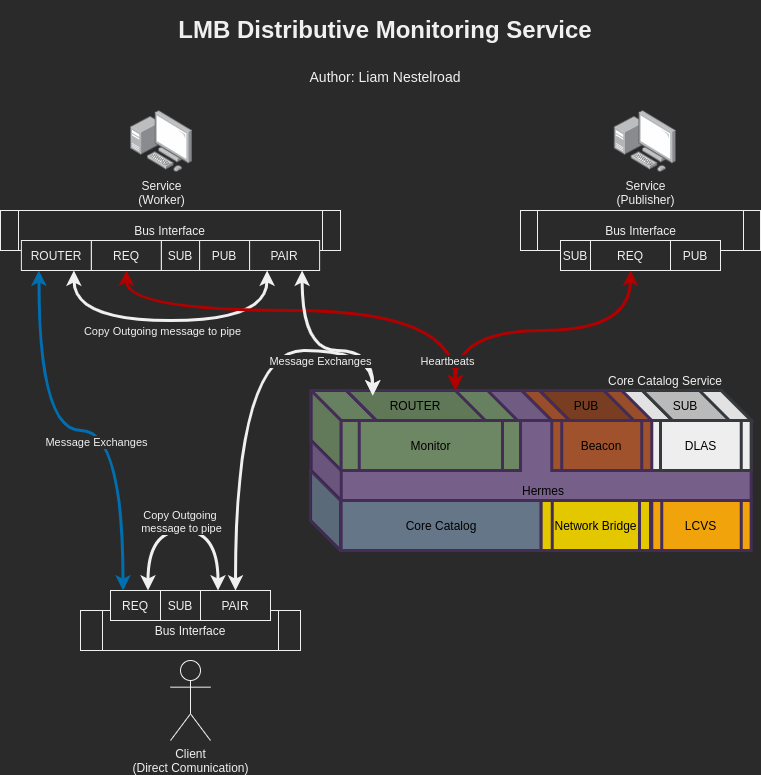 LMB Distributive Monitoring Service
Author: Liam Nestelroad
Service
(Worker)
Service
(Publisher)
Bus Interface
Bus Interface
ROUTER
REQ
SUB
PUB
PAIR
SUB
REQ
PUB
Copy Outgoing message to pipe
Message Exchanges
Heartbeats
Core Catalog Service
ROUTER
PUB
SUB
Message Exchanges
Monitor
Beacon
DLAS
Hermes
Copy Outgoing
message to pipe
Core Catalog
Network Bridge
LCVS
REQ
SUB
PAIR
Bus Interface
Client
(Direct Comunication)